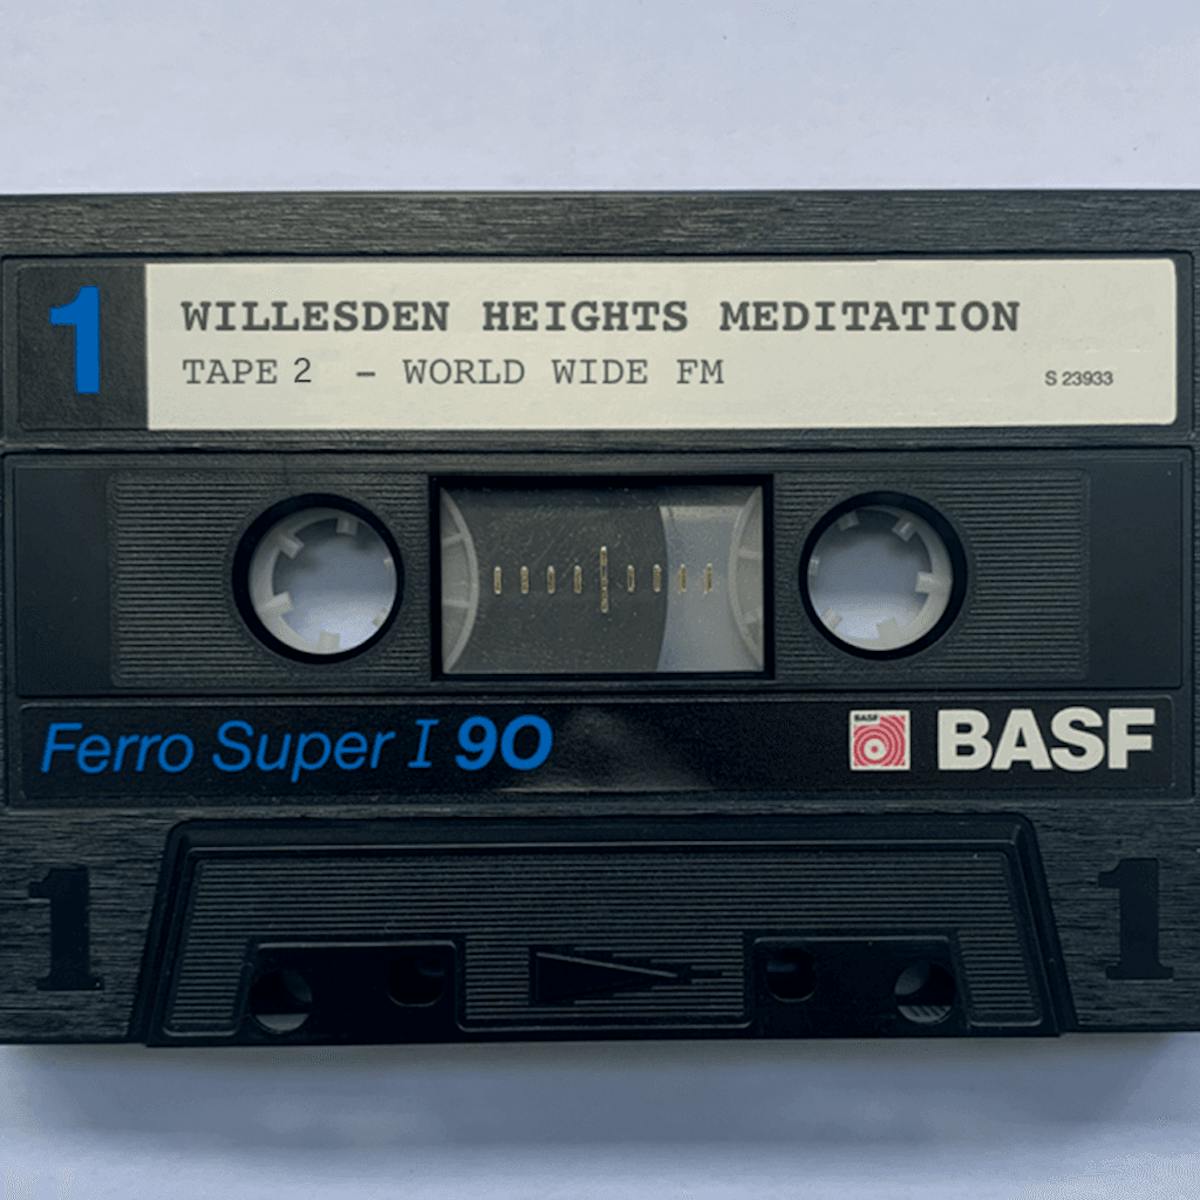 1
WILLESDEN HEIGHTS MEDITATION
TAPE 2 - WORLD WIDE FM
S 23933
Ferro Super I 90
BASF
BASF
1
1